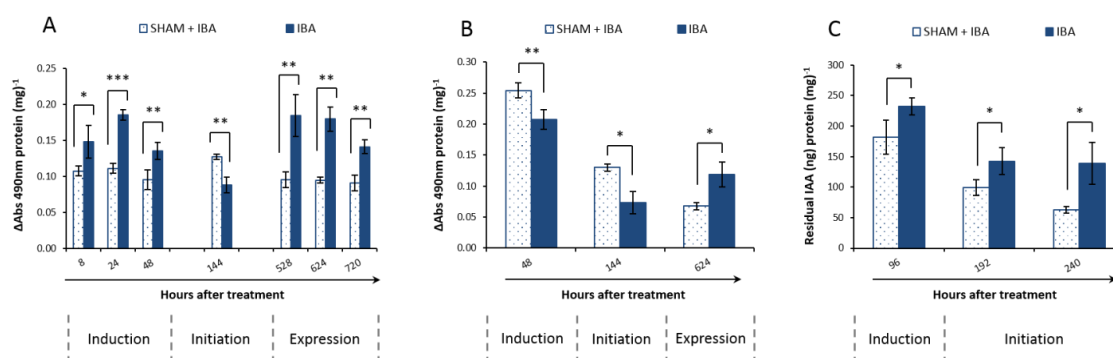 A
SHAM + IBA IBA
ΔAbs 490nm protein (mg)-1
0.25
0.20
0.15
0.10
0.05
0.00
* *** ** ** ** ** **
8 24 48 144 528 624 720
Hours after treatment
Induction Initiation Expression
B
SHAM + IBA IBA
ΔAbs 490nm protein (mg)-1
0.30
0.25
0.20
0.15
0.10
0.05
0.00
** * *
48 144 624
Hours after treatment
Induction Initiation Expression
C
SHAM + IBA IBA
Residual IAA (ng) protein (mg)-1
300
250
200
150
100
50
0
* * *
96 192 240
Hours after treatment
Induction Initiation